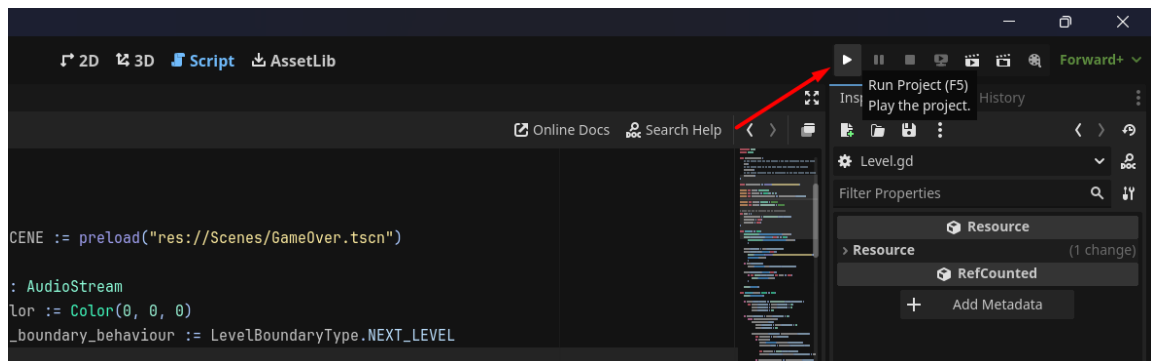 2D 3D Script AssetLib
Forward+
Run Project (F5)
Play the project.
Insp
History
Online Docs Search Help
Level.gd
DOC
Filter Properties
Resource
Resource (1 change)
RefCounted
Add Metadata
CENE := preload("res://Scenes/GameOver.tscn")
: AudioStream
lor := Color(0, 0, 0)
_boundary_behaviour := LevelBoundaryType.NEXT_LEVEL